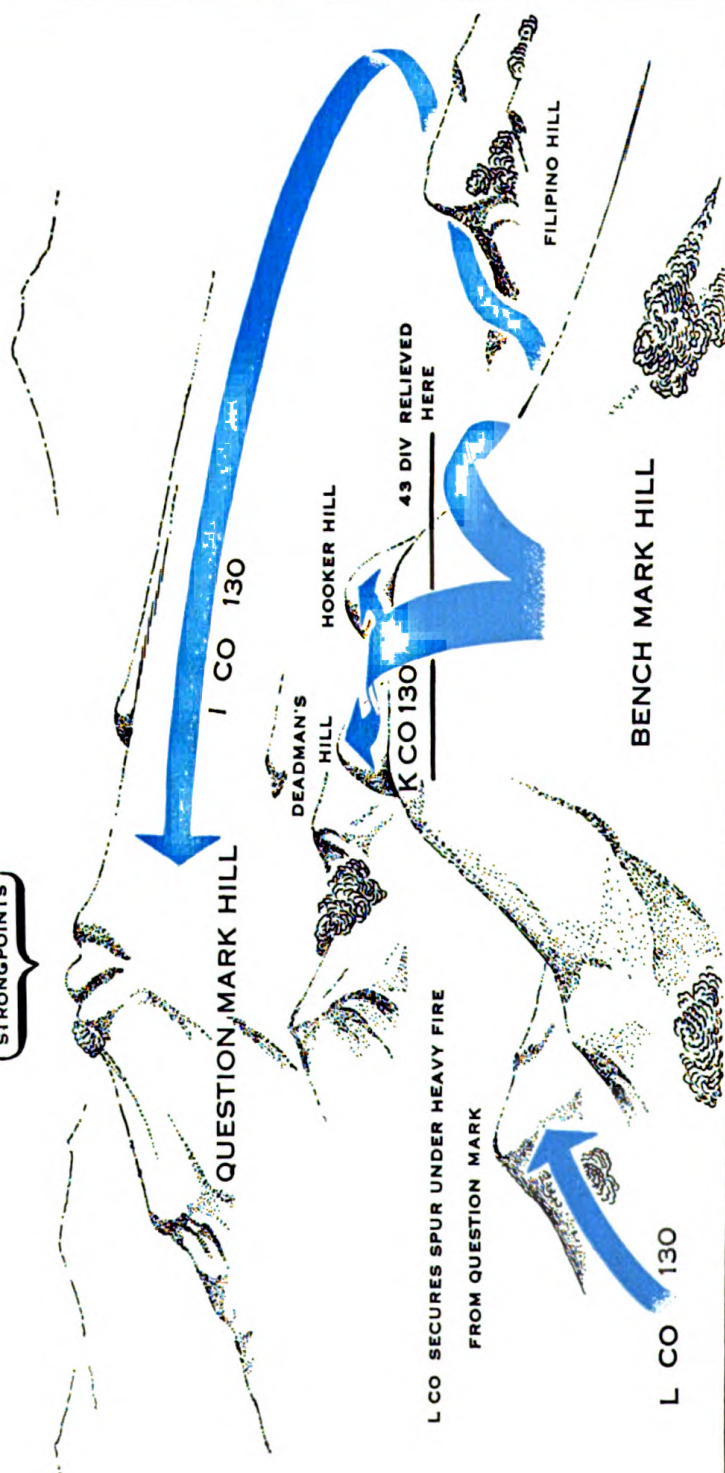 STRONGPOINTS
QUESTION MARK HILL
I CO 130
DEADMAN'S
HILL
HOOKER HILL
K CO 130
43 DIV RELIEVED
HERE
FILIPINO HILL
L CO SECURES SPUR UNDER HEAVY FIRE
FROM QUESTION MARK
L CO 130
BENCH MARK HILL